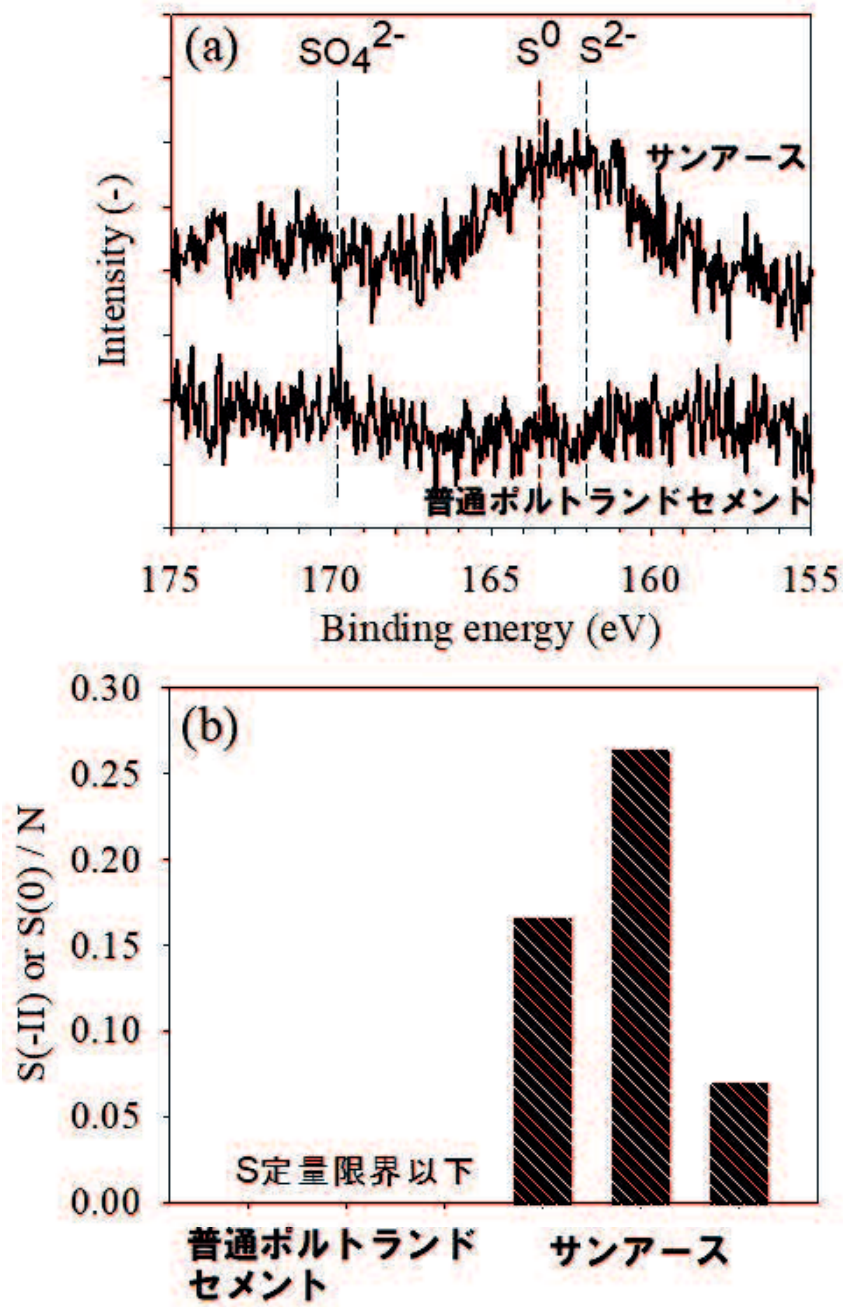 (a)
SO₄²⁻
S⁰
S²⁻
サンアース
Intensity (-)
普通ポルトランドセメント
175
170
165
160
155
Binding energy (eV)
(b)
0.30
0.25
0.20
0.15
0.10
0.05
0.00
S(-II) or S(0) / N
S定量限界以下
普通ポルトランド
セメント
サンアース